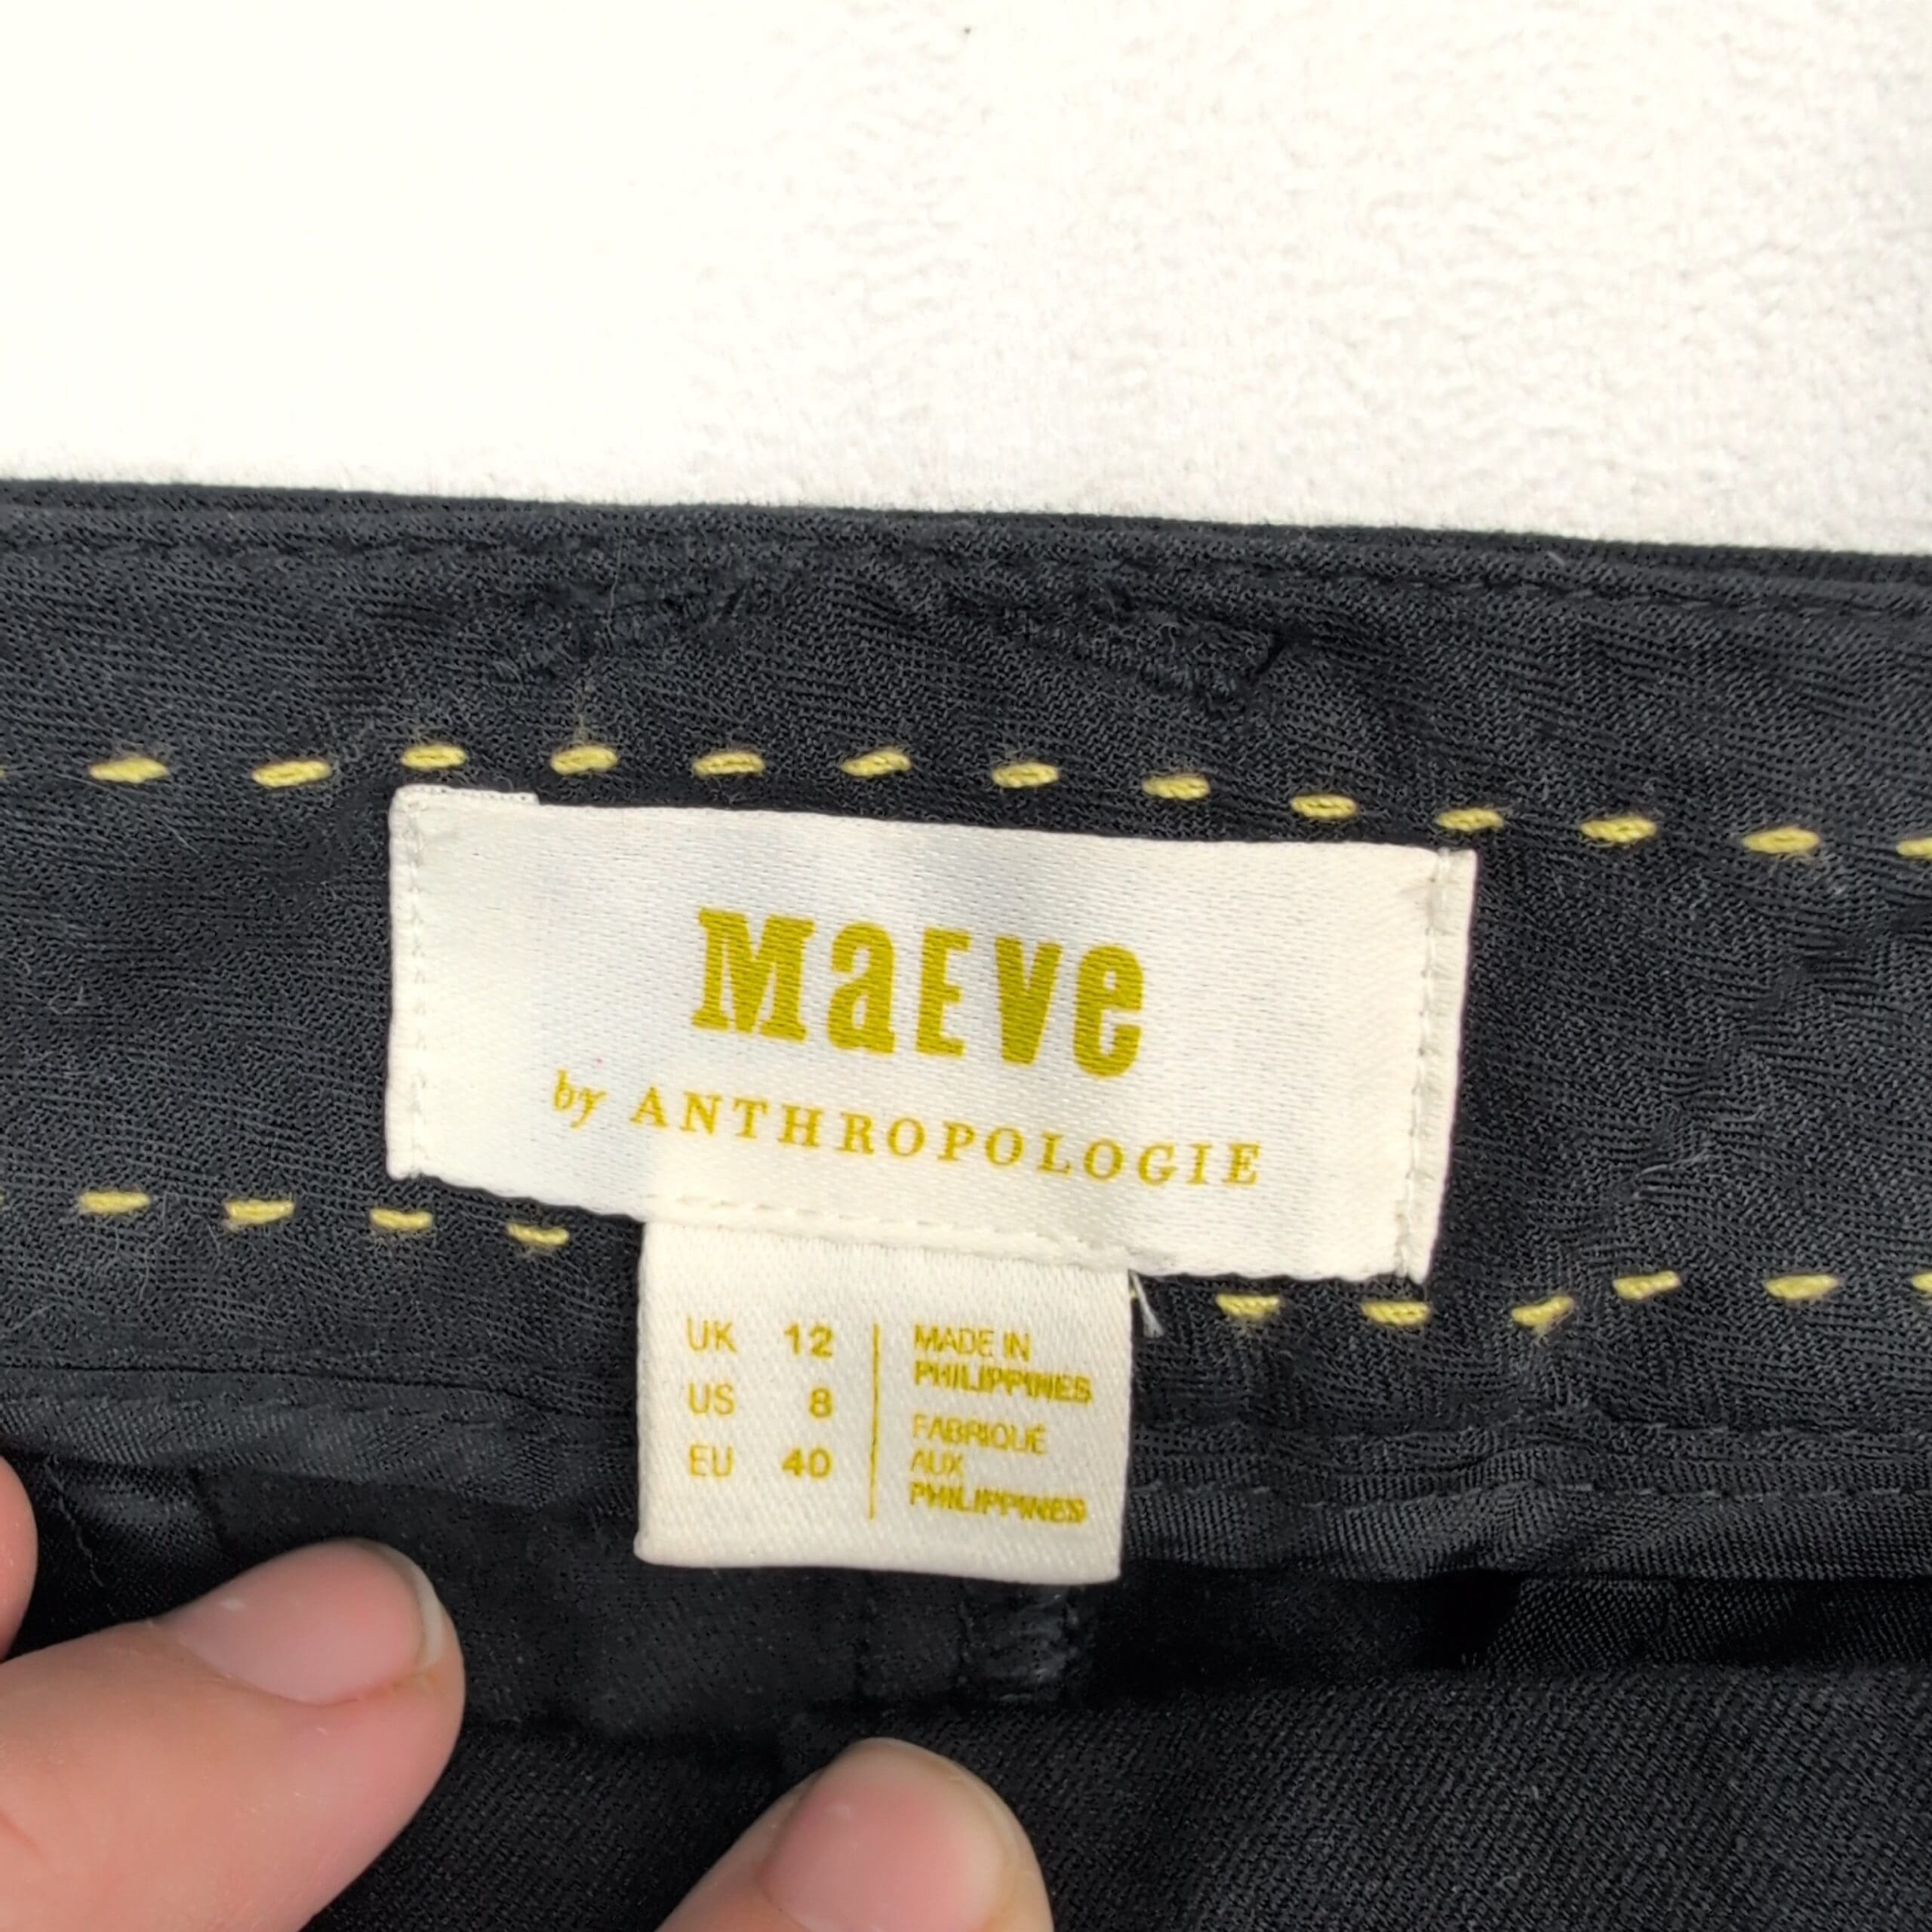 MaEve
by ANTHROPOLOGIE
UK 12
US 8
EU 40
MADE IN
PHILIPPINES
FABRIQUÉ
AUX
PHILIPPINES